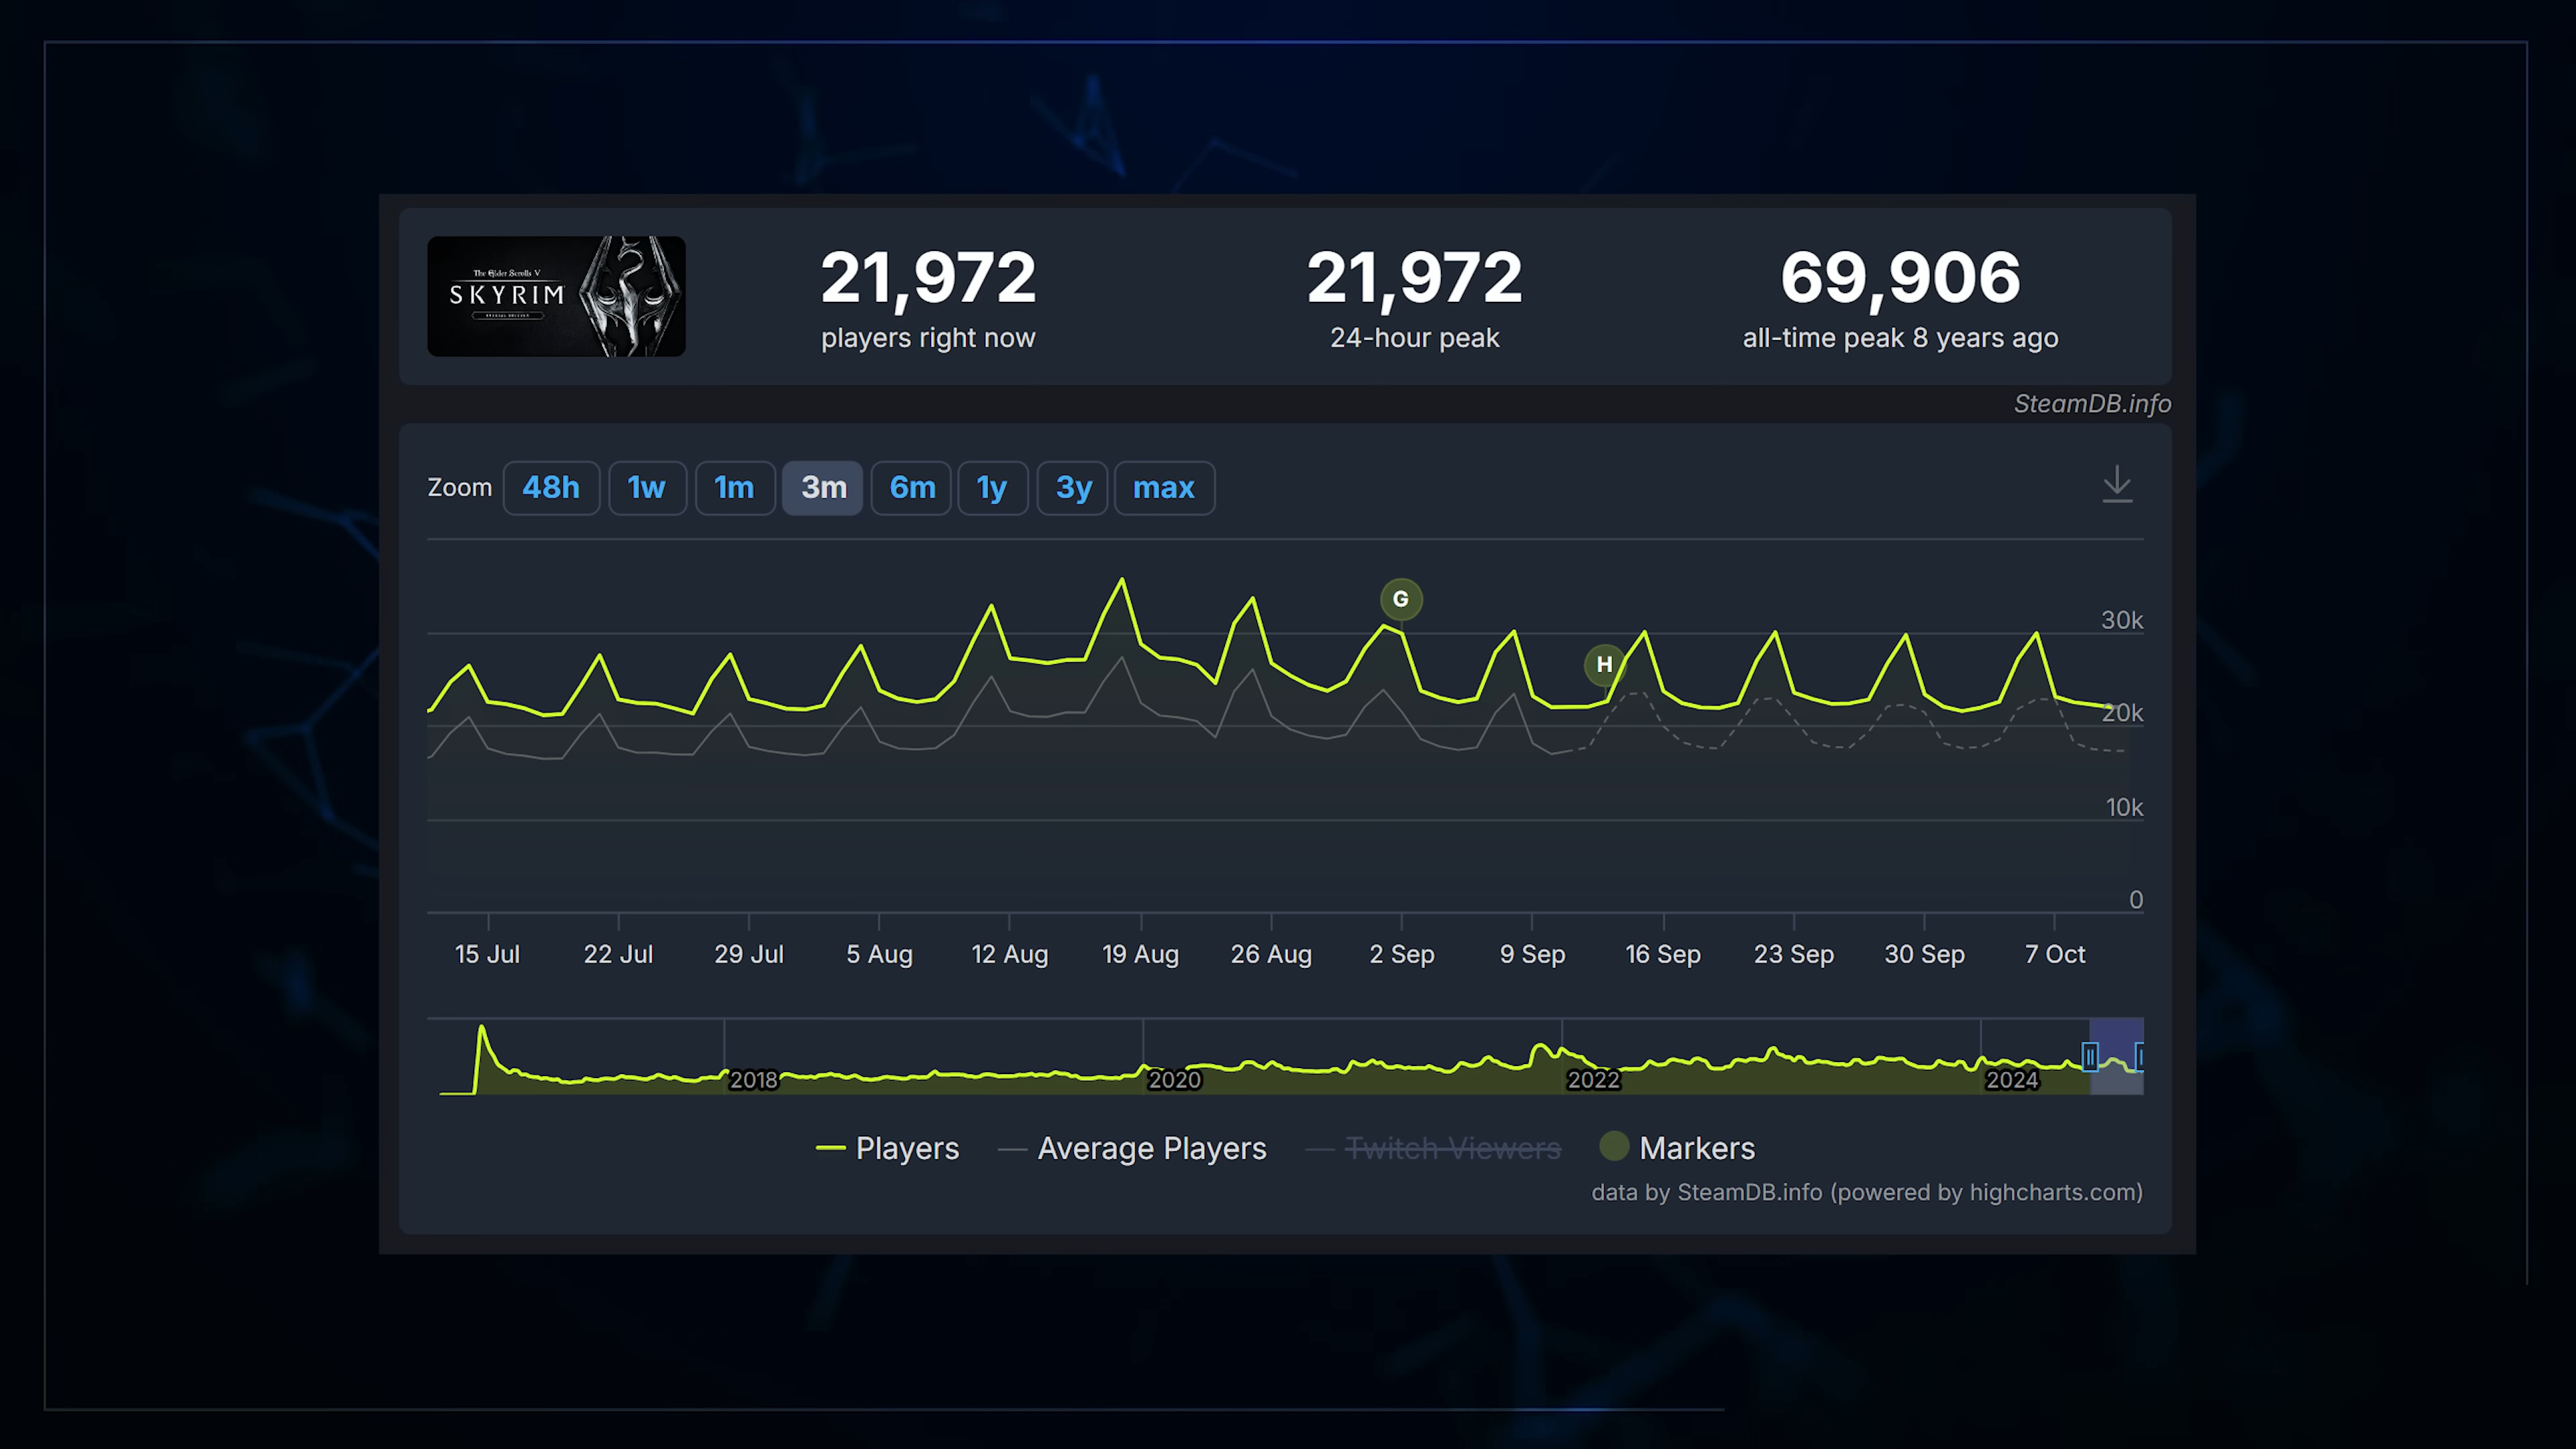 The Elder Scrolls V
SKYRIM
SPECIAL EDITION
21,972
players right now
21,972
24-hour peak
69,906
all-time peak 8 years ago
SteamDB.info
Zoom 48h 1w 1m 3m 6m 1y 3y max
G
H
30k
20k
10k
0
15 Jul 22 Jul 29 Jul 5 Aug 12 Aug 19 Aug 26 Aug 2 Sep 9 Sep 16 Sep 23 Sep 30 Sep 7 Oct
2018 2020 2022 2024
Players Average Players Twitch Viewers Markers
data by SteamDB.info (powered by highcharts.com)